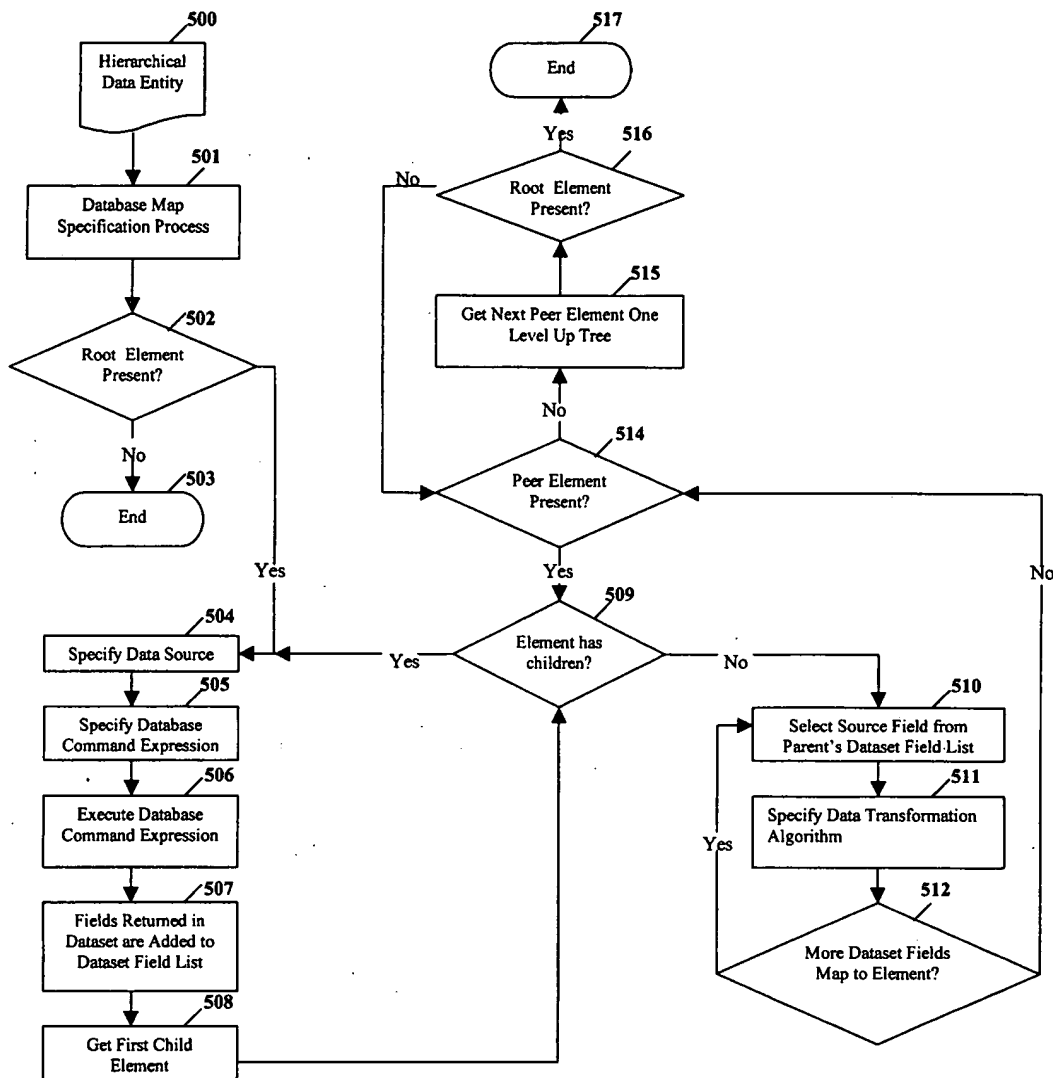 500
Hierarchical
Data Entity
501
Database Map
Specification Process
502
Root Element
Present?
No
503
End
Yes
504
Specify Data Source
505
Specify Database
Command Expression
506
Execute Database
Command Expression
507
Fields Returned in
Dataset are Added to
Dataset Field List
508
Get First Child
Element
517
End
Yes
516
No
Root Element
Present?
515
Get Next Peer Element One
Level Up Tree
No
514
Peer Element
Present?
Yes
509
Element has
children?
Yes
No
No
510
Select Source Field from
Parent's Dataset Field List
511
Specify Data Transformation
Algorithm
Yes
512
More Dataset Fields
Map to Element?